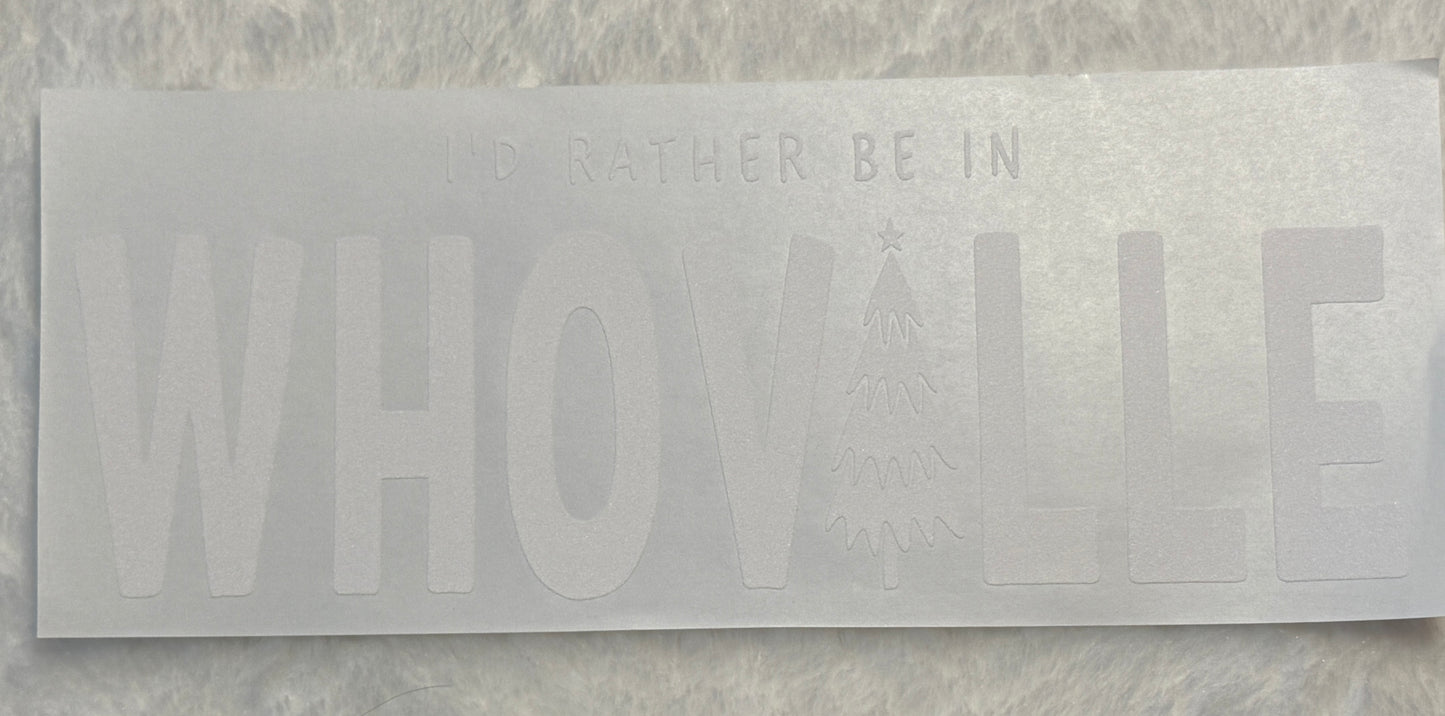 I'D RATHER BE IN
WHOVILLE